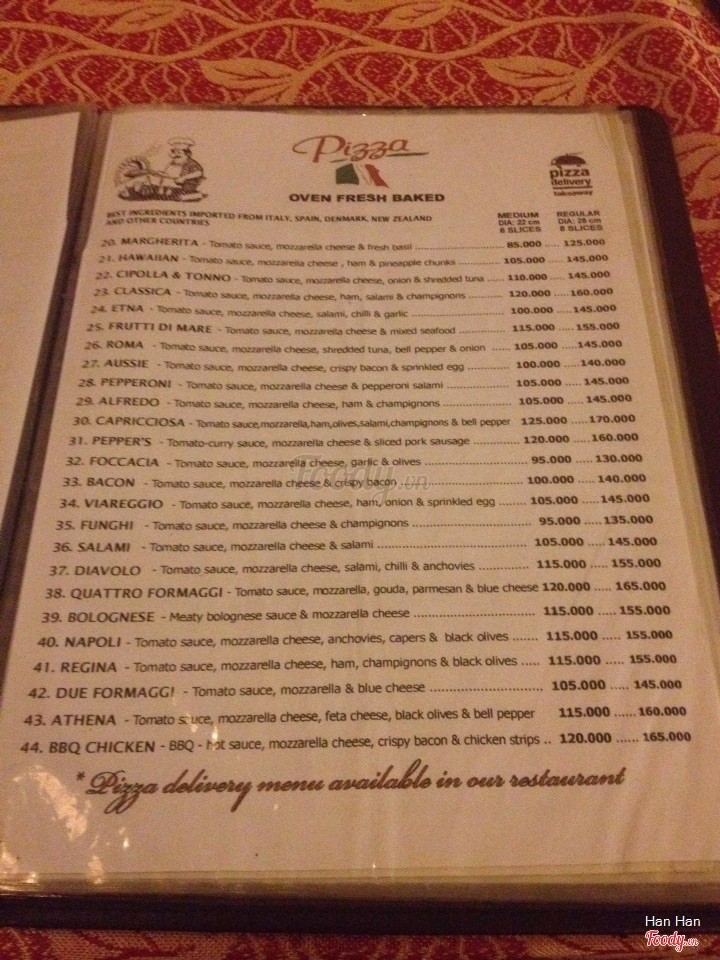 Pizza
pizza
delivery
takeaway
OVEN FRESH BAKED
BEST INGREDIENTS IMPORTED FROM ITALY, SPAIN, DENMARK, NEW ZEALAND
AND OTHER COUNTRIES
MEDIUM
DIA: 22 cm
6 SLICES
REGULAR
DIA: 28 cm
8 SLICES
20. MARGHERITA - Tomato sauce, mozzarella cheese & fresh basil ........ 85.000 ..... 125.000
21. HAWAIIAN - Tomato sauce, mozzarella cheese , ham & pineapple chunks ........ 105.000 ..... 145.000
22. CIPOLLA & TONNO - Tomato sauce, mozzarella cheese, onion & shredded tuna ..... 110.000 ..... 145.000
23. CLASSICA - Tomato sauce, mozzarella cheese, ham, salami & champignons ........ 120.000 ..... 160.000
24. ETNA - Tomato sauce, mozzarella cheese, salami, chilli & garlic ........ 100.000 ..... 145.000
25. FRUTTI DI MARE - Tomato sauce, mozzarella cheese & mixed seafood ........ 115.000 ..... 155.000
26. ROMA - Tomato sauce, mozzarella cheese, shredded tuna, bell pepper & onion ..... 105.000 ..... 145.000
27. AUSSIE - Tomato sauce, mozzarella cheese, crispy bacon & sprinkled egg ........ 100.000 ..... 140.000
28. PEPPERONI - Tomato sauce, mozzarella cheese & pepperoni salami ........ 105.000 ..... 145.000
29. ALFREDO - Tomato sauce, mozzarella cheese, ham & champignons ........ 105.000 ..... 145.000
30. CAPRICCIOSA - Tomato sauce,mozzarella,ham,olives,salami,champignons & bell pepper 125.000 ..... 170.000
31. PEPPER'S - Tomato-curry sauce, mozzarella cheese & sliced pork sausage ........ 120.000 ..... 160.000
32. FOCCACIA - Tomato sauce, mozzarella cheese, garlic & olives ........ 95.000 ..... 130.000
33. BACON - Tomato sauce, mozzarella cheese & crispy bacon ........ 100.000 ..... 140.000
34. VIAREGGIO - Tomato sauce, mozzarella cheese, ham, onion & sprinkled egg ........ 105.000 ..... 145.000
35. FUNGHI - Tomato sauce, mozzarella cheese & champignons ........ 95.000 ..... 135.000
36. SALAMI - Tomato sauce, mozzarella cheese & salami ........ 105.000 ..... 145.000
37. DIAVOLO - Tomato sauce, mozzarella cheese, salami, chilli & anchovies ........ 115.000 ..... 155.000
38. QUATTRO FORMAGGI - Tomato sauce, mozzarella, gouda, parmesan & blue cheese 120.000 ..... 165.000
39. BOLOGNESE - Meaty bolognese sauce & mozzarella cheese ........ 115.000 ..... 155.000
40. NAPOLI - Tomato sauce, mozzarella cheese, anchovies, capers & black olives ....... 115.000 ..... 155.000
41. REGINA - Tomato sauce, mozzarella cheese, ham, champignons & black olives ..... 115.000 ..... 155.000
42. DUE FORMAGGI - Tomato sauce, mozzarella & blue cheese ........ 105.000 ..... 145.000
43. ATHENA - Tomato sauce, mozzarella cheese, feta cheese, black olives & bell pepper 115.000 ...... 160.000
44. BBQ CHICKEN - BBQ - hot sauce, mozzarella cheese, crispy bacon & chicken strips .. 120.000 ...... 165.000
* Pizza delivery menu available in our restaurant
Foody.vn
Han Han
Foody.vn